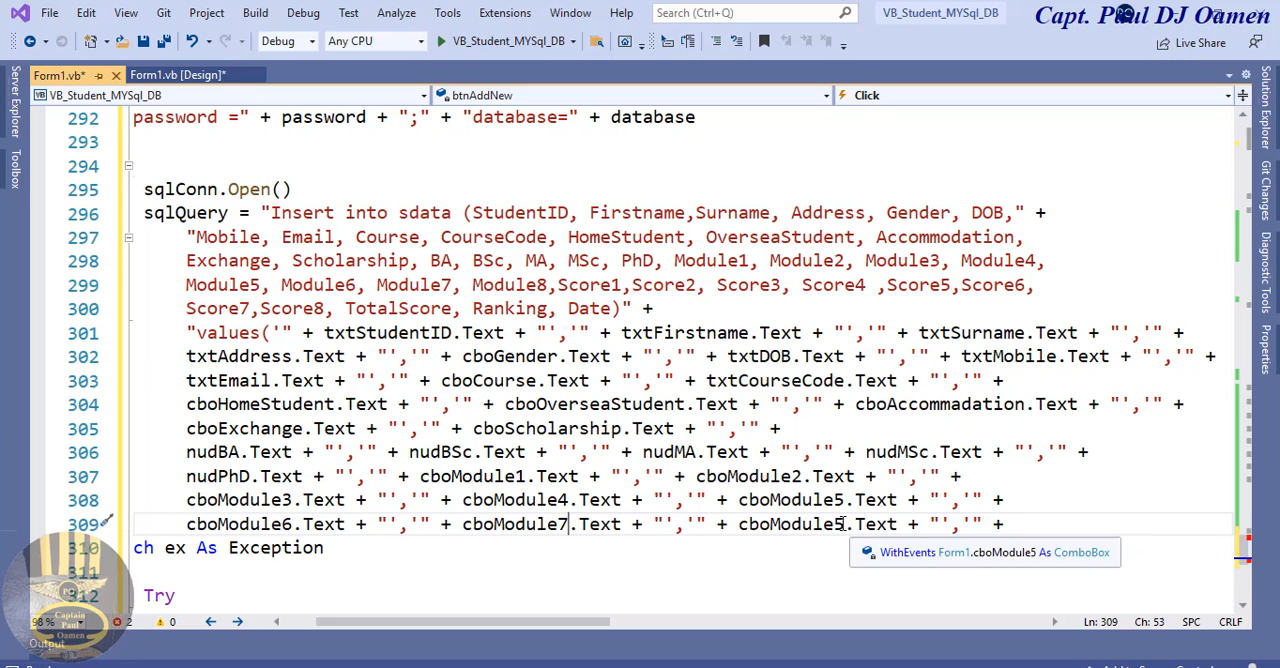 File Edit View Git Project Build Debug Test Analyze Tools Extensions Window Help Search (Ctrl+Q) VB_Student_MYSql_DB
Capt. Paul DJ Oamen
Debug Any CPU VB_Student_MYSql_DB Live Share
Form1.vb* Form1.vb [Design]*
VB_Student_MYSql_DB btnAddNew Click
Server Explorer
Toolbox
Solution Explorer
Git Changes
Diagnostic Tools
Properties
292 password =" + password + ";" + "database=" + database
293
294
295 sqlConn.Open()
296 sqlQuery = "Insert into sdata (StudentID, Firstname,Surname, Address, Gender, DOB," +
297 "Mobile, Email, Course, CourseCode, HomeStudent, OverseaStudent, Accommodation,
298 Exchange, Scholarship, BA, BSc, MA, MSc, PhD, Module1, Module2, Module3, Module4,
299 Module5, Module6, Module7, Module8,Score1,Score2, Score3, Score4 ,Score5,Score6,
300 Score7,Score8, TotalScore, Ranking, Date)" +
301 "values('" + txtStudentID.Text + "','" + txtFirstname.Text + "','" + txtSurname.Text + "','" +
302 txtAddress.Text + "','" + cboGender.Text + "','" + txtDOB.Text + "','" + txtMobile.Text + "','" +
303 txtEmail.Text + "','" + cboCourse.Text + "','" + txtCourseCode.Text + "','" +
304 cboHomeStudent.Text + "','" + cboOverseaStudent.Text + "','" + cboAccommadation.Text + "','" +
305 cboExchange.Text + "','" + cboScholarship.Text + "','" +
306 nudBA.Text + "','" + nudBSc.Text + "','" + nudMA.Text + "','" + nudMSc.Text + "','" +
307 nudPhD.Text + "','" + cboModule1.Text + "','" + cboModule2.Text + "','" +
308 cboModule3.Text + "','" + cboModule4.Text + "','" + cboModule5.Text + "','" +
309 cboModule6.Text + "','" + cboModule7.Text + "','" + cboModule5.Text + "','" +
310 ch ex As Exception
WithEvents Form1.cboModule5 As ComboBox
311
312 Try
Captain Paul Oamen
98 % 2 0 Ln: 309 Ch: 53 SPC CRLF
Output